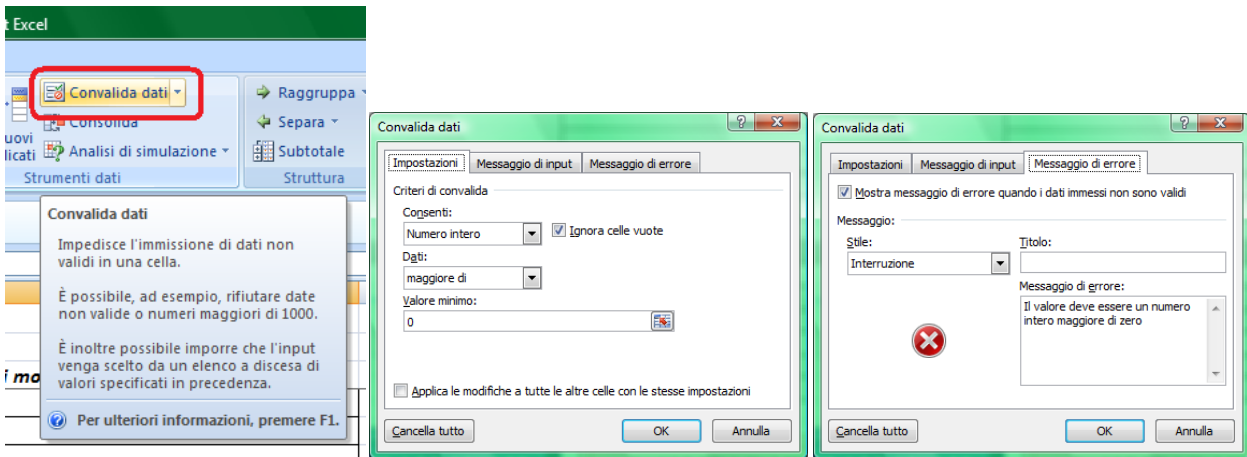 t Excel
Convalida dati
Raggruppa
Consolida
Separa
uovi
licati
Analisi di simulazione
Subtotale
Strumenti dati
Struttura
Convalida dati
Impedisce l'immissione di dati non
validi in una cella.
È possibile, ad esempio, rifiutare date
non valide o numeri maggiori di 1000.
È inoltre possibile imporre che l'input
venga scelto da un elenco a discesa di
valori specificati in precedenza.
Per ulteriori informazioni, premere F1.
i mo
Convalida dati
Impostazioni
Messaggio di input
Messaggio di errore
Criteri di convalida
Consenti:
Numero intero
Ignora celle vuote
Dati:
maggiore di
Valore minimo:
0
Applica le modifiche a tutte le altre celle con le stesse impostazioni
Cancella tutto
OK
Annulla
Convalida dati
Impostazioni
Messaggio di input
Messaggio di errore
Mostra messaggio di errore quando i dati immessi non sono validi
Messaggio:
Stile:
Titolo:
Interruzione
Messaggio di errore:
Il valore deve essere un numero
intero maggiore di zero
Cancella tutto
OK
Annulla